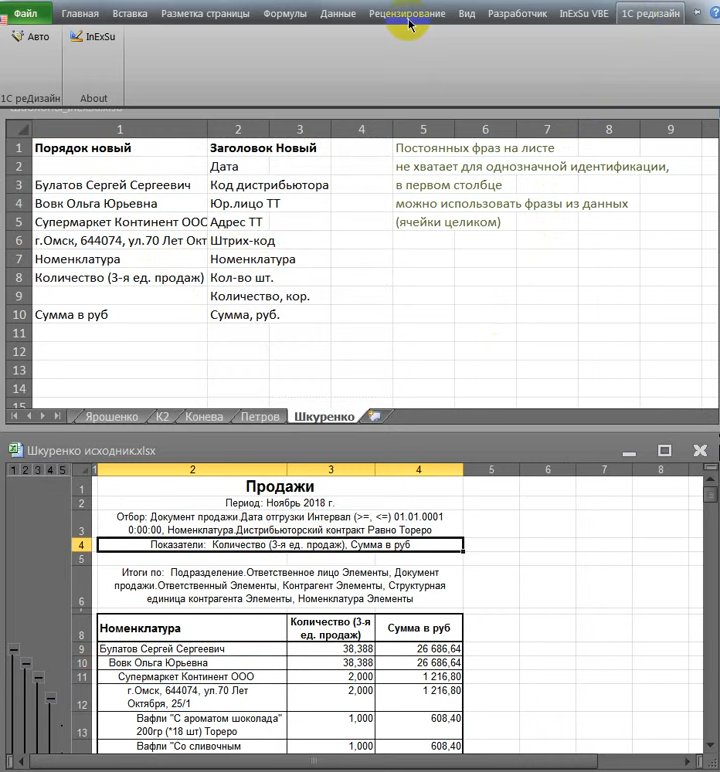 Файл Главная Вставка Разметка страницы Формулы Данные Рецензирование Вид Разработчик InExSu VBE 1С редизайн
Авто InExSu
1С реДизайн About
1 2 3 4 5 6 7 8 9
1 Порядок новый Заголовок Новый Постоянных фраз на листе
2 Дата не хватает для однозначной идентификации,
3 Булатов Сергей Сергеевич Код дистрибьютора в первом столбце
4 Вовк Ольга Юрьевна Юр.лицо ТТ можно использовать фразы из данных
5 Супермаркет Континент ООО Адрес ТТ (ячейки целиком)
6 г.Омск, 644074, ул.70 Лет Окт Штрих-код
7 Номенклатура Номенклатура
8 Количество (3-я ед. продаж) Кол-во шт.
9 Количество, кор.
10 Сумма в руб Сумма, руб.
11
12
13
14
15
Ярошенко К2 Конева Петров Шкуренко
Шкуренко исходник.xlsx
1 2 3 4 5 1 2 3 4 5 6 7 8
1 Продажи
2 Период: Ноябрь 2018 г.
Отбор: Документ продажи.Дата отгрузки Интервал (>=, <=) 01.01.0001
3 0:00:00, Номенклатура.Дистрибьюторский контракт Равно Тореро
4 Показатели: Количество (3-я ед. продаж), Сумма в руб
5
Итоги по: Подразделение.Ответственное лицо Элементы, Документ
продажи.Ответственный Элементы, Контрагент Элементы, Структурная
6 единица контрагента Элементы, Номенклатура Элементы
8 Номенклатура Количество (3-я ед. продаж) Сумма в руб
9 Булатов Сергей Сергеевич 38,388 26 686,64
10 Вовк Ольга Юрьевна 38,388 26 686,64
11 Супермаркет Континент ООО 2,000 1 216,80
г.Омск, 644074, ул.70 Лет 2,000 1 216,80
12 Октября, 25/1
Вафли "С ароматом шоколада" 1,000 608,40
13 200гр (*18 шт) Тореро
Вафли "Со сливочным 1,000 608,40